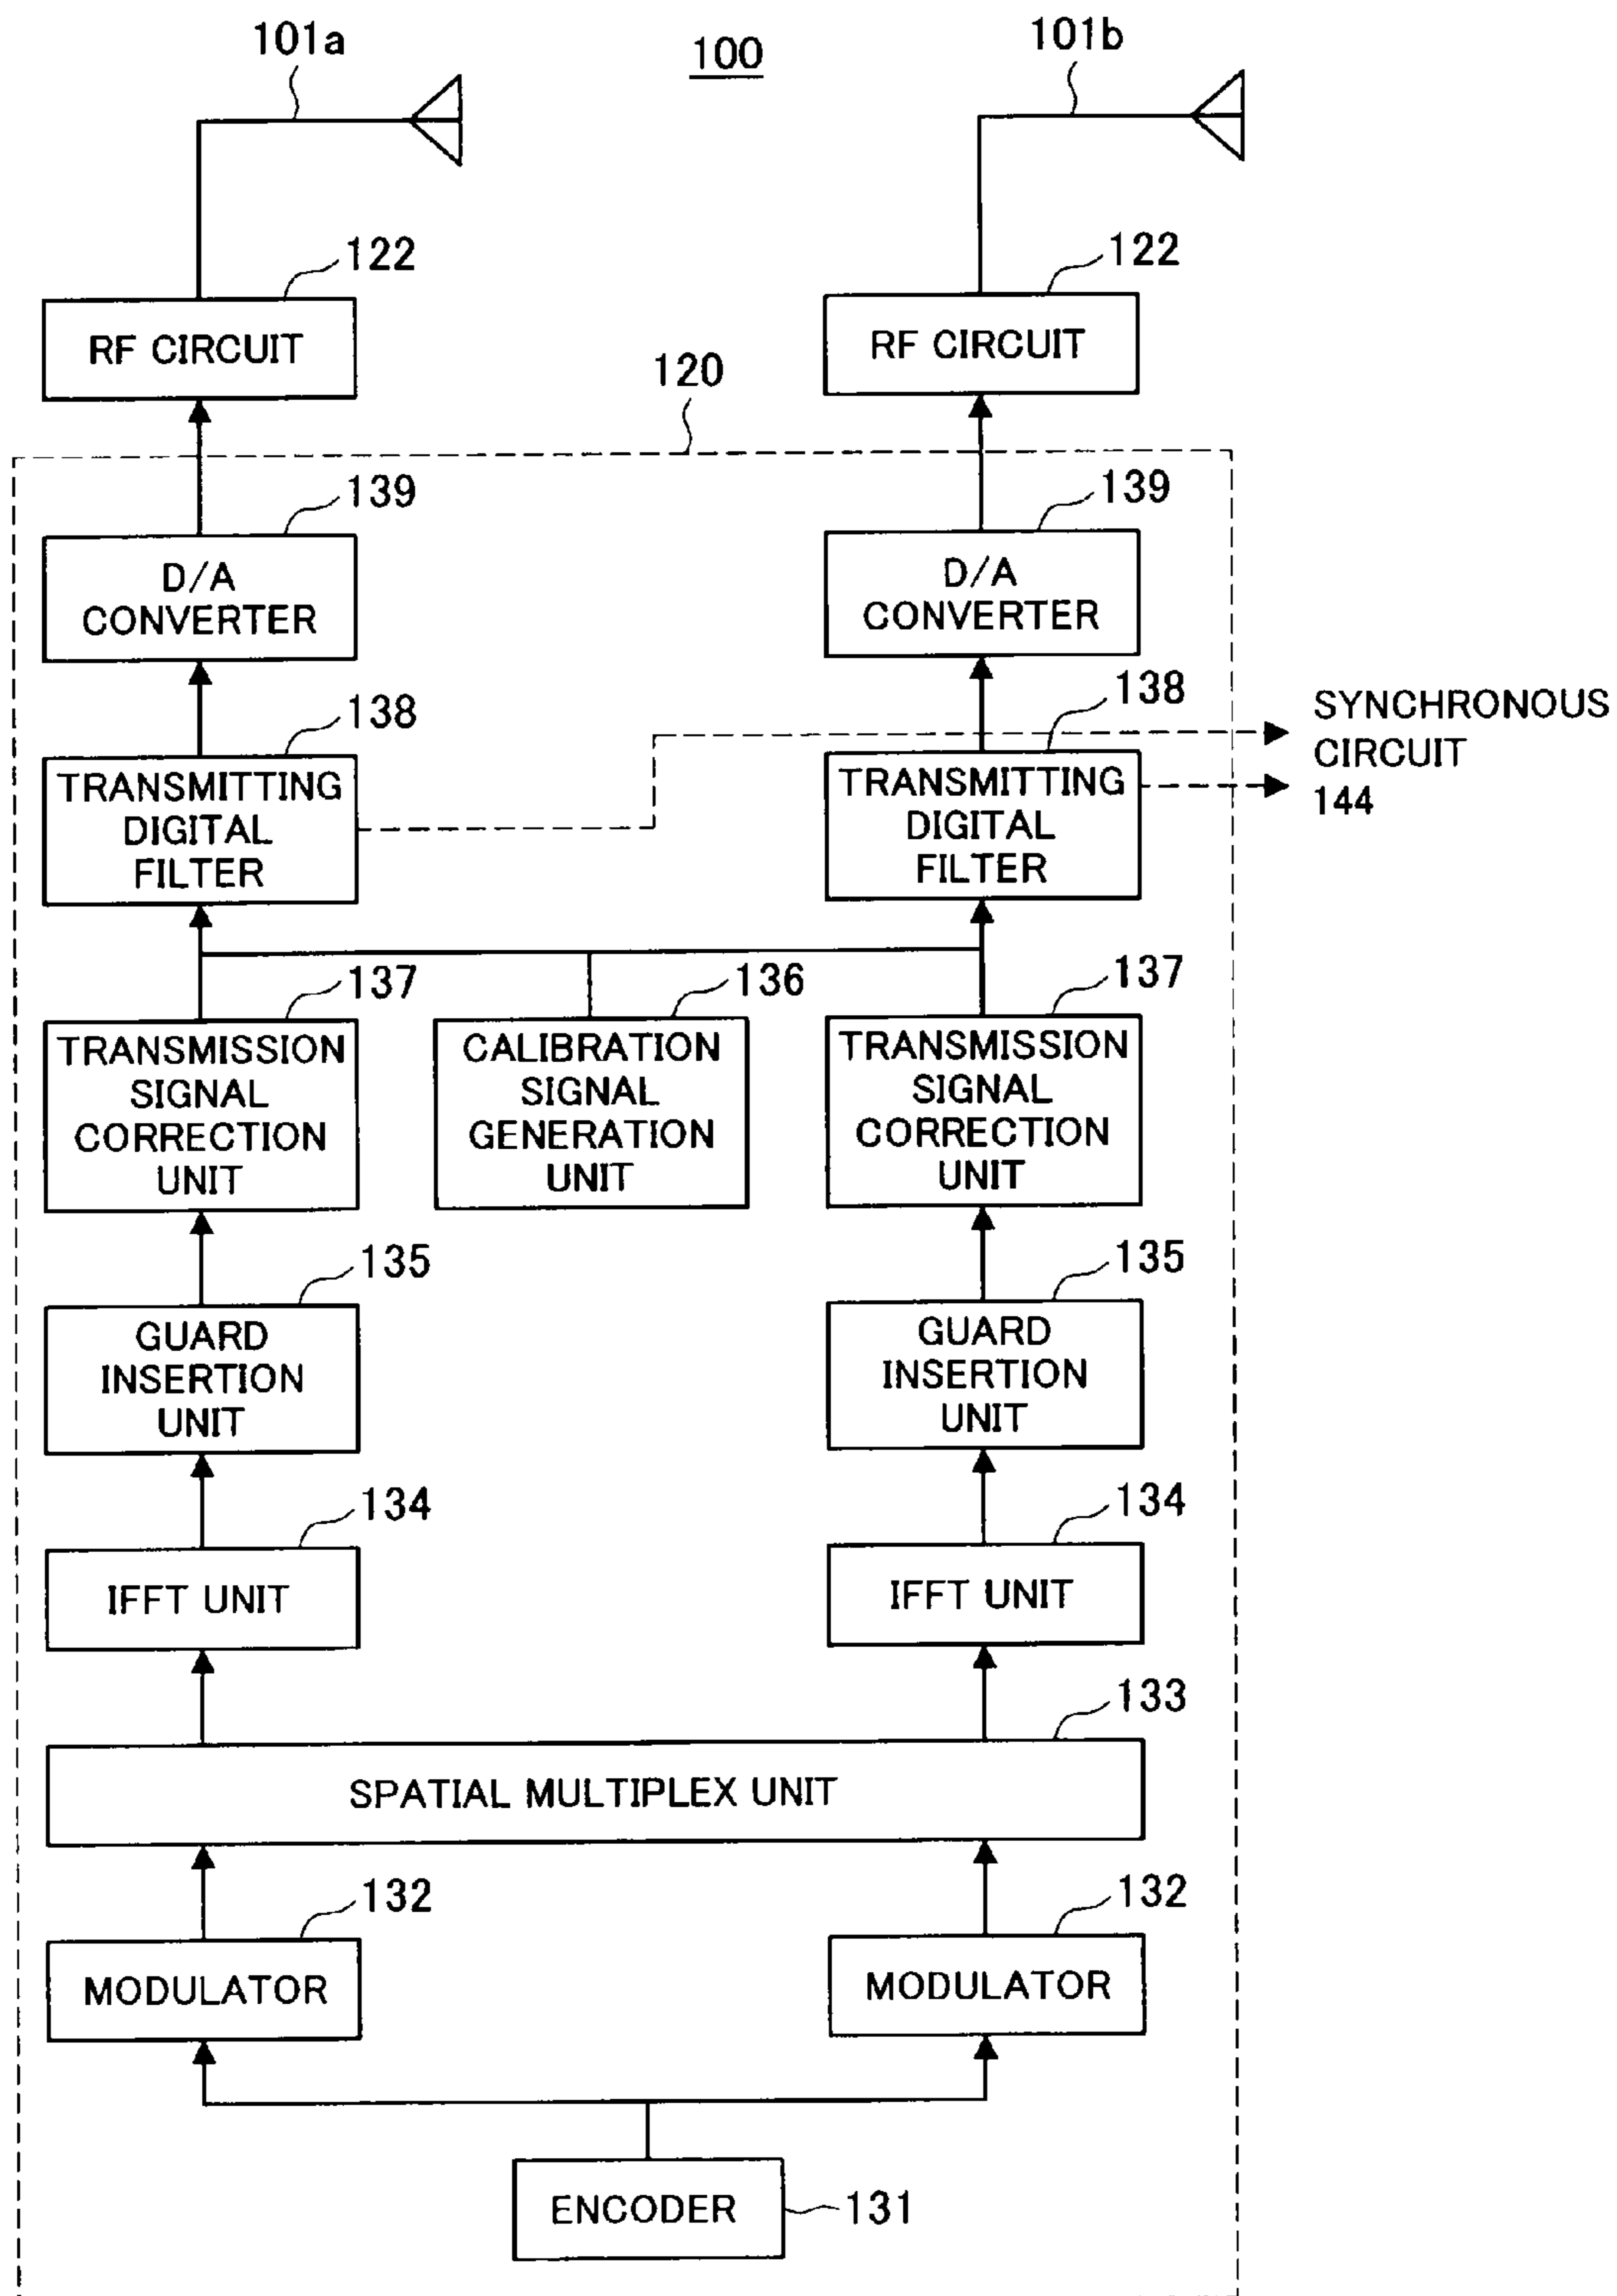 101a
100
101b
122
122
RF CIRCUIT
RF CIRCUIT
120
139
139
D/A
CONVERTER
D/A
CONVERTER
138
138
SYNCHRONOUS
CIRCUIT
144
TRANSMITTING
DIGITAL
FILTER
TRANSMITTING
DIGITAL
FILTER
137
136
137
TRANSMISSION
SIGNAL
CORRECTION
UNIT
CALIBRATION
SIGNAL
GENERATION
UNIT
TRANSMISSION
SIGNAL
CORRECTION
UNIT
135
135
GUARD
INSERTION
UNIT
GUARD
INSERTION
UNIT
134
134
IFFT UNIT
IFFT UNIT
133
SPATIAL MULTIPLEX UNIT
132
132
MODULATOR
MODULATOR
ENCODER
131